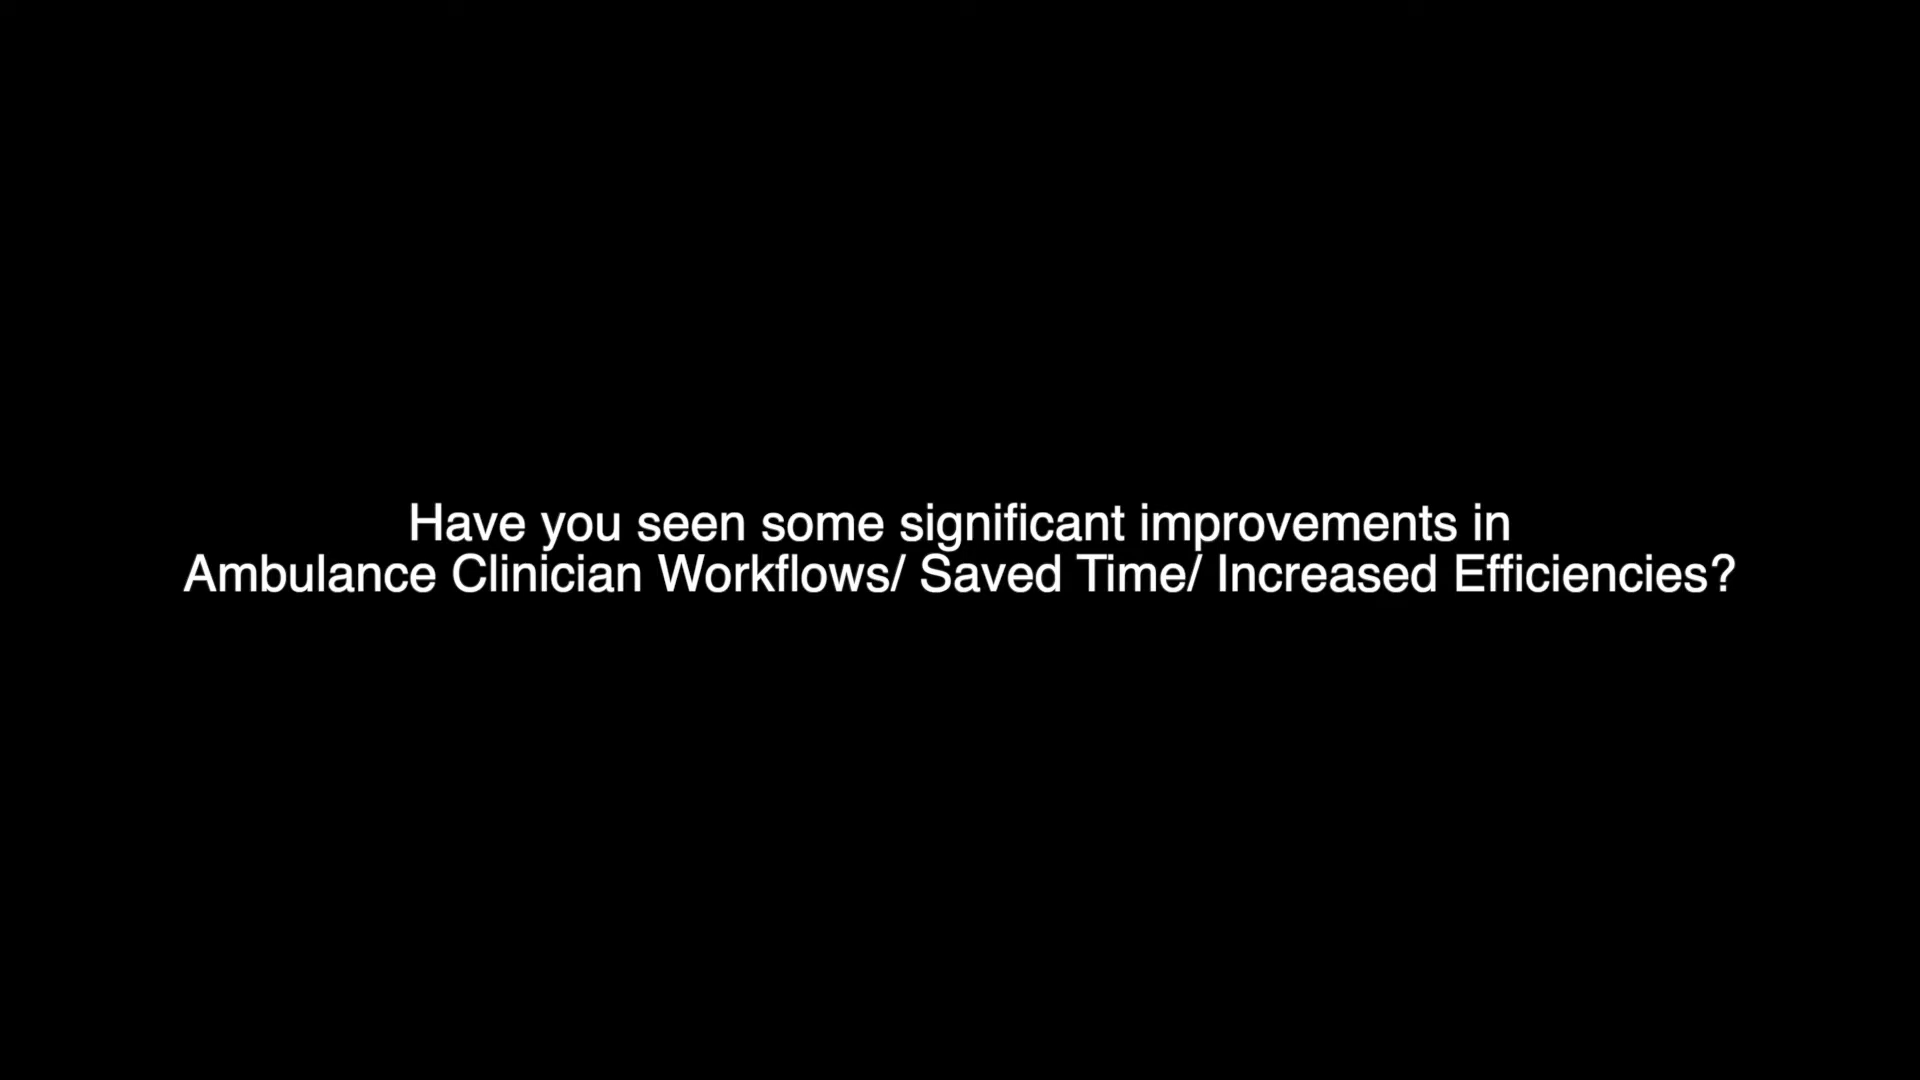 Have you seen some significant improvements in
Ambulance Clinician Workflows/ Saved Time/ Increased Efficiencies?